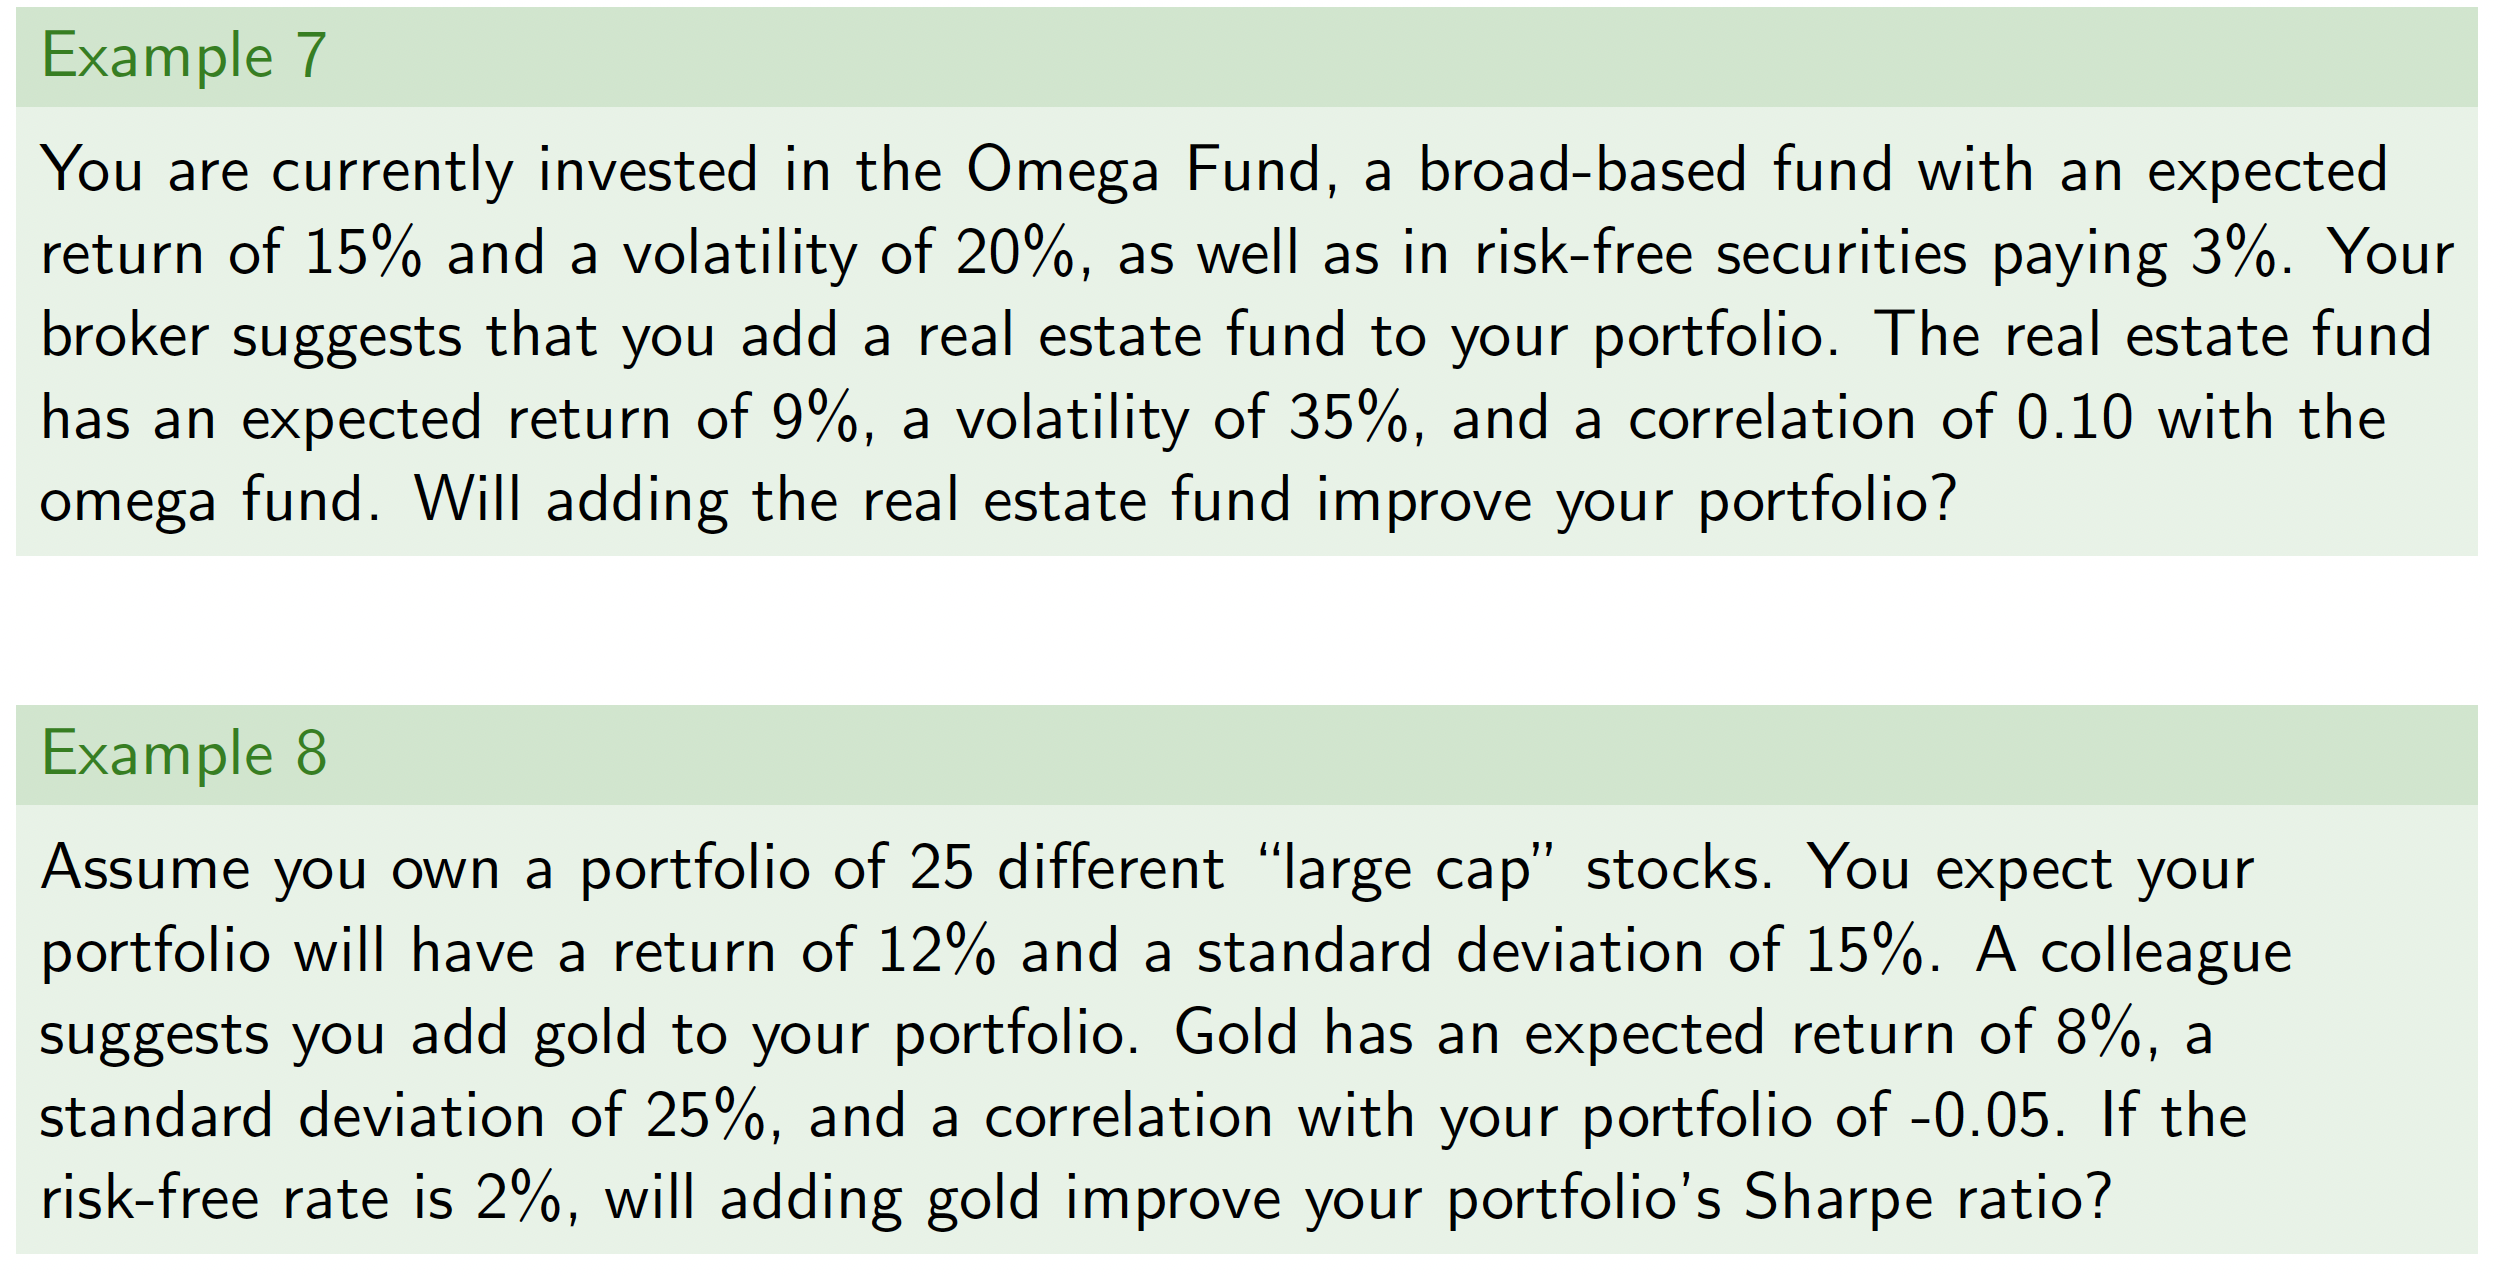 Example 7
You are currently invested in the Omega Fund, a broad-based fund with an expected
return of 15% and a volatility of 20%, as well as in risk-free securities paying 3%. Your
broker suggests that you add a real estate fund to your portfolio. The real estate fund
has an expected return of 9%, a volatility of 35%, and a correlation of 0.10 with the
omega fund. Will adding the real estate fund improve your portfolio?
Example 8
Assume you own a portfolio of 25 different “large cap” stocks. You expect your
portfolio will have a return of 12% and a standard deviation of 15%. A colleague
suggests you add gold to your portfolio. Gold has an expected return of 8%, a
standard deviation of 25%, and a correlation with your portfolio of -0.05. If the
risk-free rate is 2%, will adding gold improve your portfolio’s Sharpe ratio?